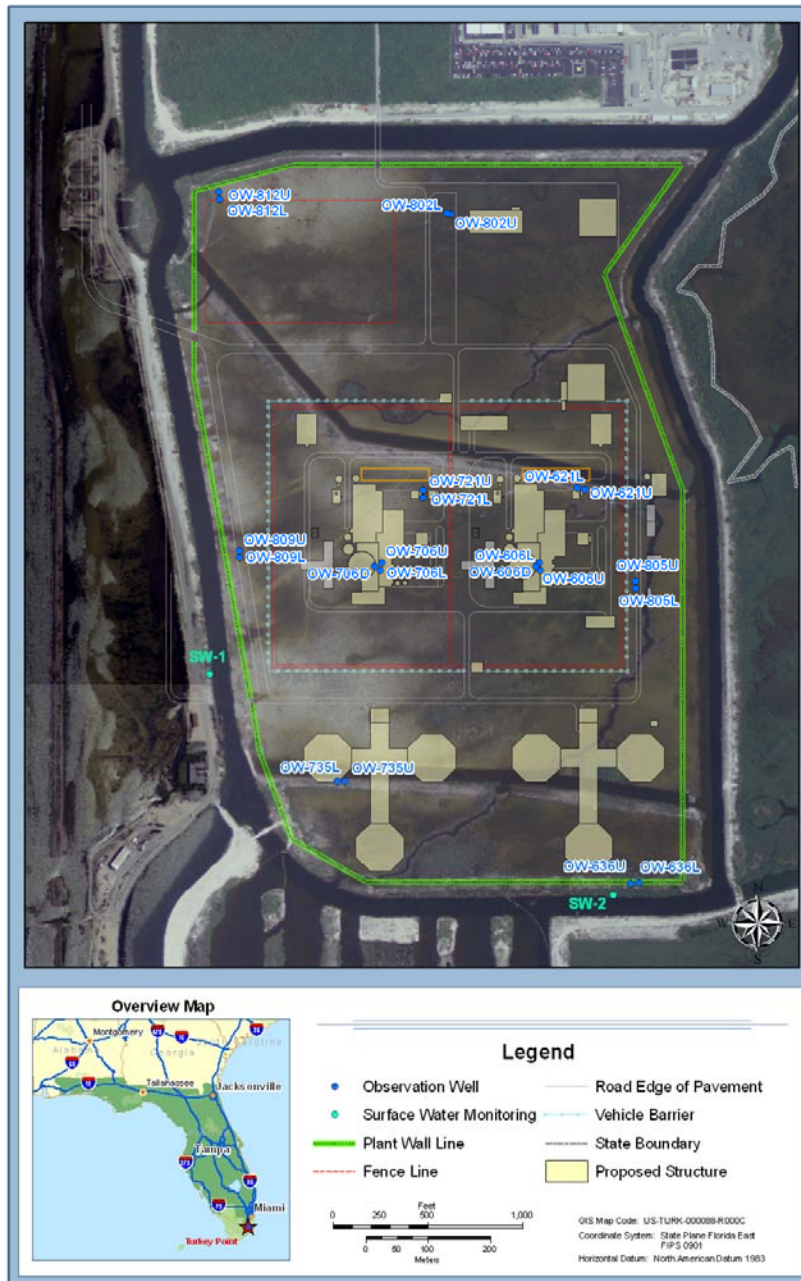 OW-812U
OW-812L
OW-802L
OW-802U
OW-721U
OW-721L
OW-621L
OW-621U
OW-809U
OW-809L
OW-706U
OW-706D
OW-706L
OW-606L
OW-606D
OW-606U
OW-805U
OW-805L
SW-1
OW-735L
OW-735U
OW-636U
OW-636L
SW-2
N
W
E
S
Overview Map
Montgomery
Alabama
Georgia
South Carolina
Tallahassee
Jacksonville
Tampa
Miami
Turkey Point
Legend
Observation Well
Surface Water Monitoring
Plant Wall Line
Fence Line
Road Edge of Pavement
Vehicle Barrier
State Boundary
Proposed Structure
Feet
0 250 500 1,000
0 50 100 200
Meters
GIS Map Code: US-TURK-000088-R000C
Coordinate System: State Plane Florida East
FIPS 0901
Horizontal Datum: North American Datum 1983